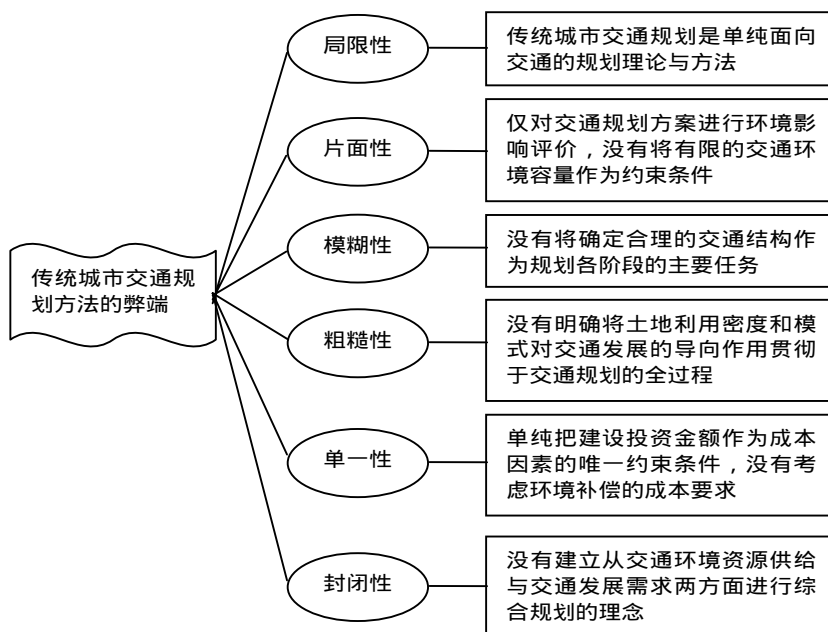 局限性
传统城市交通规划是单纯面向
交通的规划理论与方法
片面性
仅对交通规划方案进行环境影
响评价，没有将有限的交通环
境容量作为约束条件
模糊性
没有将确定合理的交通结构作
为规划各阶段的主要任务
传统城市交通规
划方法的弊端
粗糙性
没有明确将土地利用密度和模
式对交通发展的导向作用贯彻
于交通规划的全过程
单一性
单纯把建设投资金额作为成本
因素的唯一约束条件，没有考
虑环境补偿的成本要求
封闭性
没有建立从交通环境资源供给
与交通发展需求两方面进行综
合规划的理念